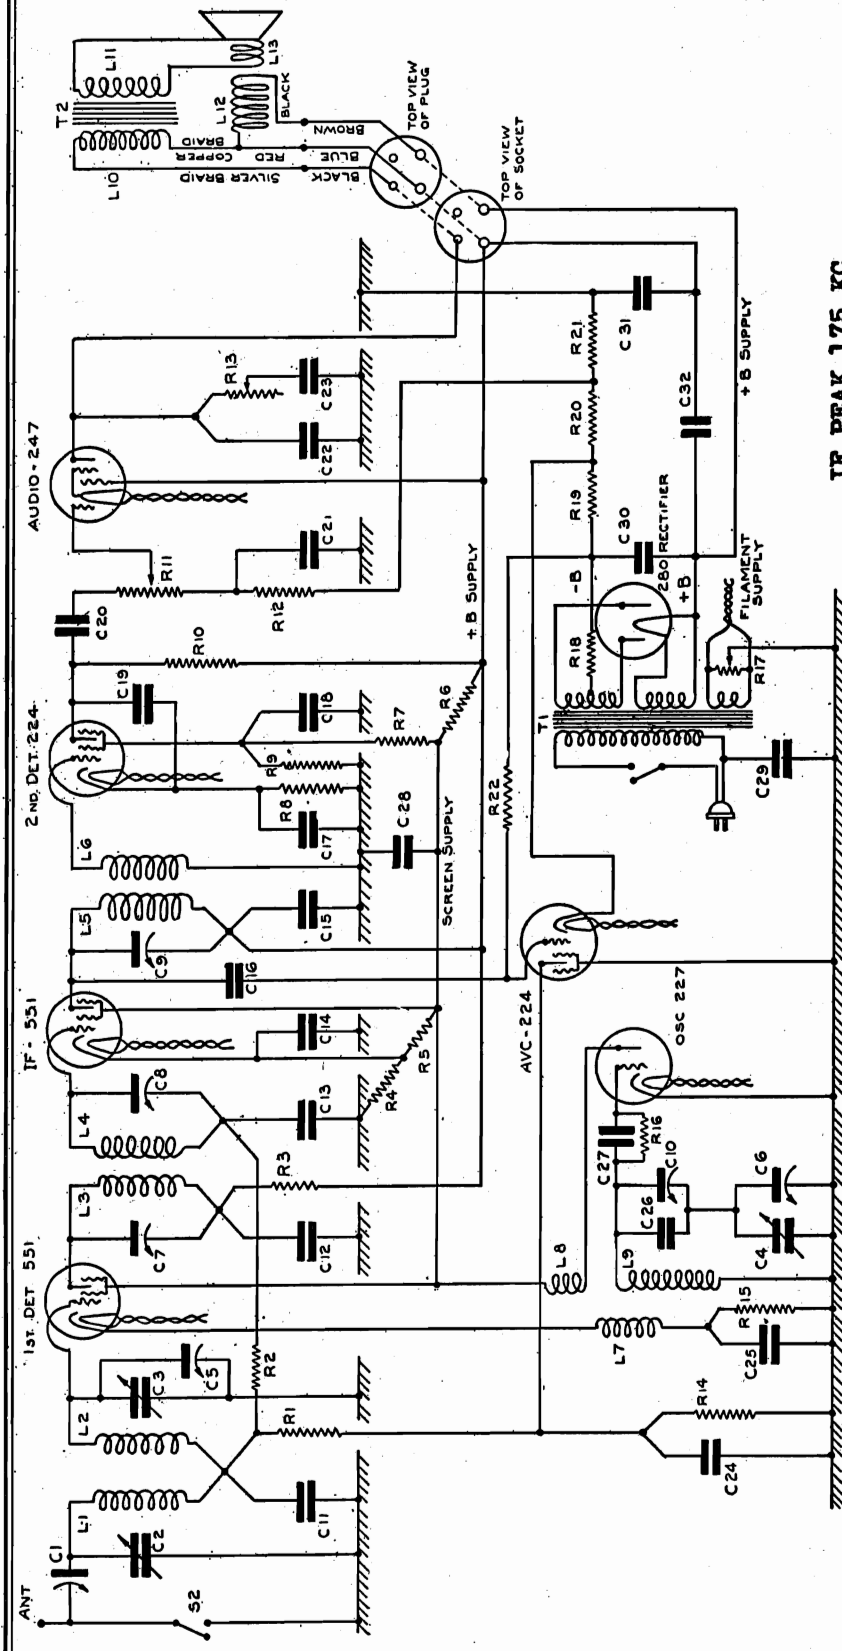 ANT
C1
L1
C2
S2
L2
C11
C3
C5
1ST. DET 551
R1
R2
C7
L3
C12
R3
L4
C8
C13
IF - 551
R4
R5
C14
C16
C9
L5
C15
L6
2ND. DET. 224
C17
R8
R9
C18
C19
R7
R6
C28
SCREEN SUPPLY
+ B SUPPLY
C20
R10
R11
R12
C21
AUDIO - 247
C22
R13
C23
T2
L10
L11
L12
L13
BLACK
SILVER BRAID
COPPER BRAID
RED
BLACK
BLUE
BROWN
TOP VIEW
OF PLUG
TOP VIEW
OF SOCKET
C24
R14
L7
C25
R15
L8
L9
C26
C10
C27
R16
C4
C6
OSC 227
AVC - 224
R22
T1
C29
R18
-B
R19
R20
R21
C30
C31
C32
280 RECTIFIER
+B
R17
FILAMENT
SUPPLY
+ B SUPPLY
IF PEAK 175 KC